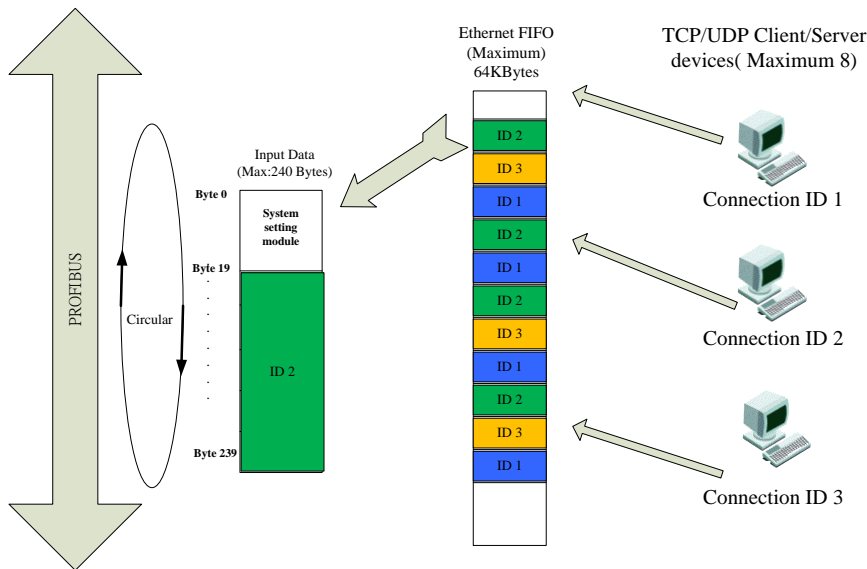 PROFIBUS
Circular
Input Data
(Max:240 Bytes)
Byte 0
System
setting
module
Byte 19
ID 2
Byte 239
Ethernet FIFO
(Maximum)
64KBytes
ID 2
ID 3
ID 1
ID 2
ID 1
ID 2
ID 3
ID 1
ID 2
ID 3
ID 1
TCP/UDP Client/Server
devices( Maximum 8)
Connection ID 1
Connection ID 2
Connection ID 3